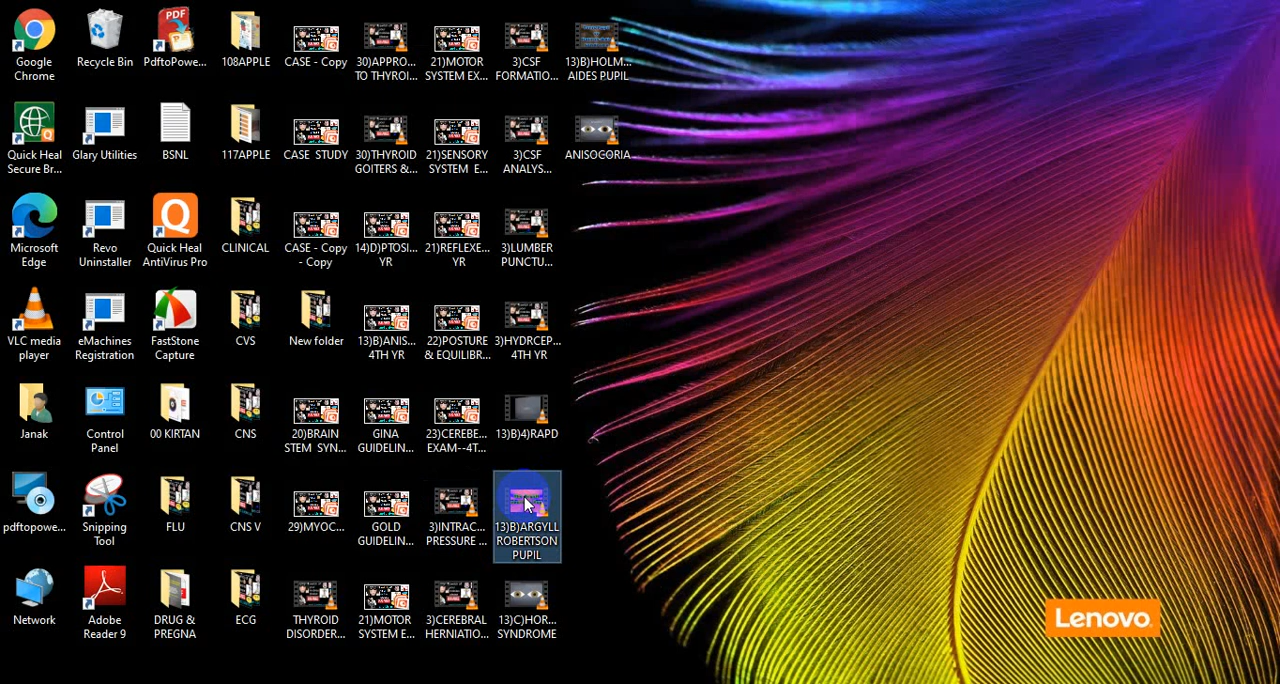 Google
Chrome
Recycle Bin
PdftoPowe...
108APPLE
CASE - Copy
30)APPRO...
TO THYROI...
21)MOTOR
SYSTEM EX...
3)CSF
FORMATIO...
13)B)HOLM...
AIDES PUPIL
Quick Heal
Secure Br...
Glary Utilities
BSNL
117APPLE
CASE STUDY
30)THYROID
GOITERS &...
21)SENSORY
SYSTEM E...
3)CSF
ANALYS...
ANISOCORIA
Microsoft
Edge
Revo
Uninstaller
Quick Heal
AntiVirus Pro
CLINICAL
CASE - Copy
- Copy
14)D)PTOSI...
YR
21)REFLEXE...
YR
3)LUMBER
PUNCTU...
VLC media
player
eMachines
Registration
FastStone
Capture
CVS
New folder
13)B)ANIS...
4TH YR
22)POSTURE
& EQUILIBR...
3)HYDRCEP...
4TH YR
Janak
Control
Panel
00 KIRTAN
CNS
20)BRAIN
STEM SYN...
GINA
GUIDELIN...
23)CEREBE...
EXAM--4T...
13)B)4)RAPD
pdftopowe...
Snipping
Tool
FLU
CNS V
29)MYOC...
GOLD
GUIDELIN...
3)INTRAC...
PRESSURE ...
13)B)ARGYLL
ROBERTSON
PUPIL
Network
Adobe
Reader 9
DRUG &
PREGNA
ECG
THYROID
DISORDER...
21)MOTOR
SYSTEM E...
3)CEREBRAL
HERNIATIO...
13)C)HOR...
SYNDROME
Lenovo